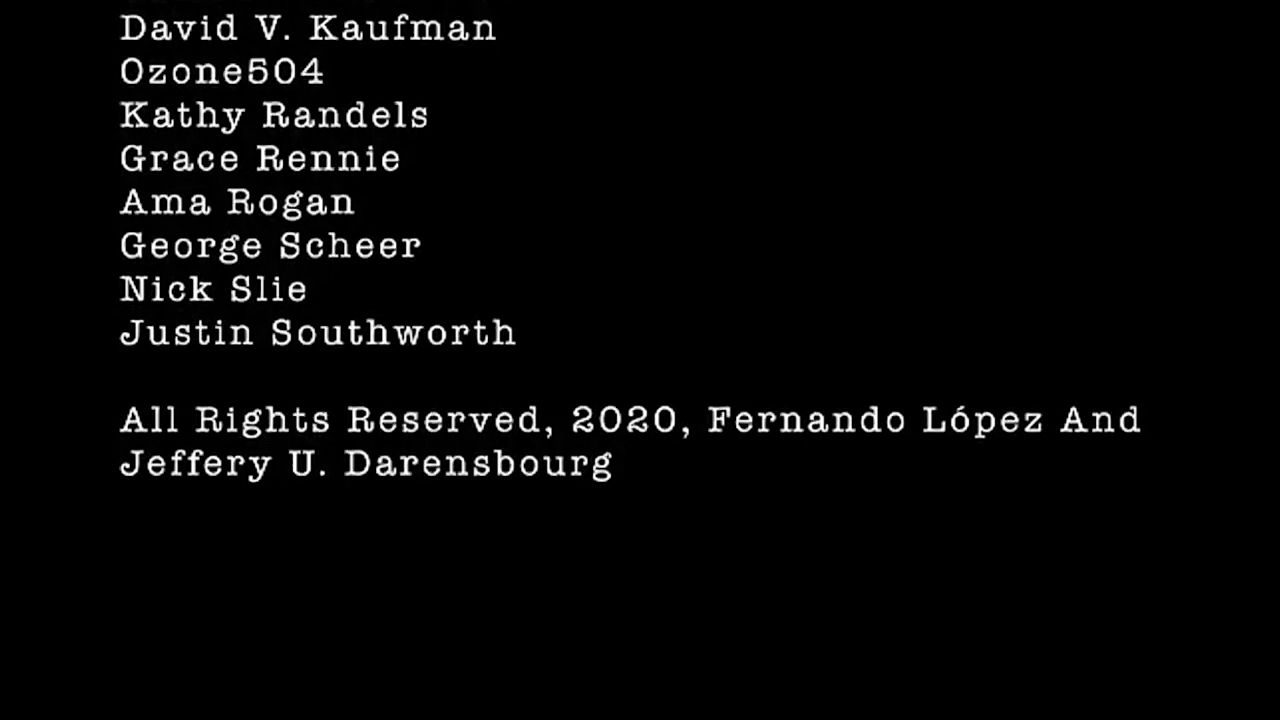 David V. Kaufman
Ozone504
Kathy Randels
Grace Rennie
Ama Rogan
George Scheer
Nick Slie
Justin Southworth
All Rights Reserved, 2020, Fernando López And
Jeffery U. Darensbourg